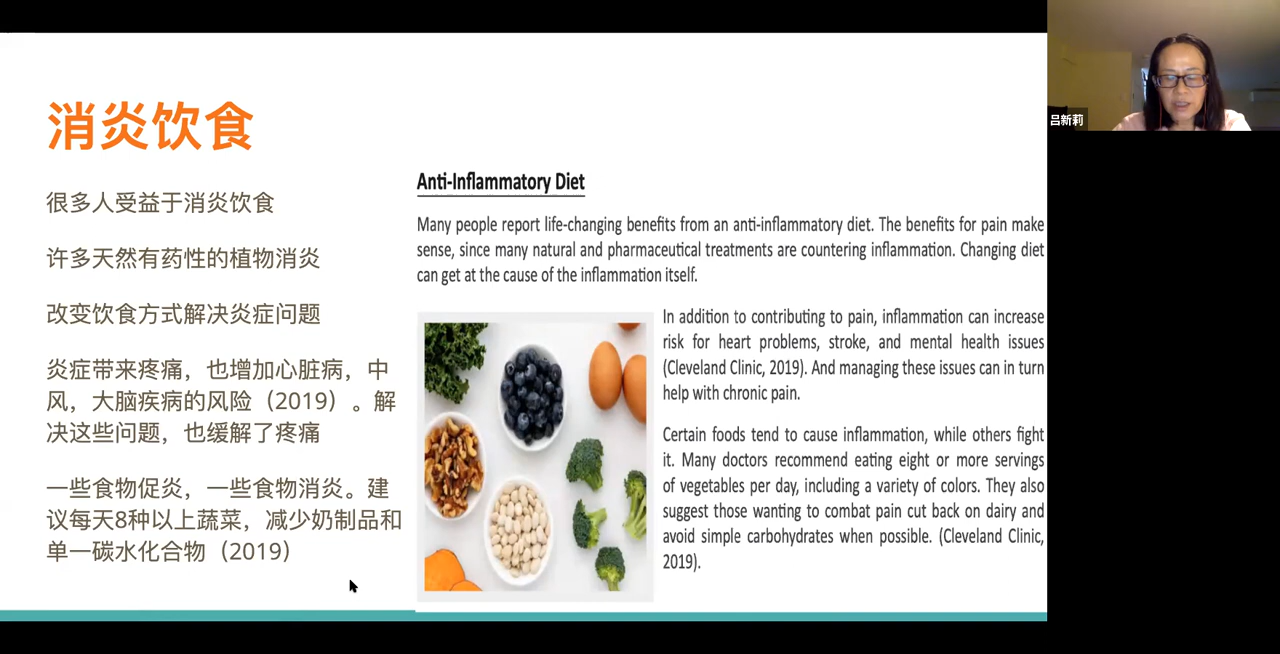 消炎饮食
很多人受益于消炎饮食
许多天然有药性的植物消炎
改变饮食方式解决炎症问题
炎症带来疼痛，也增加心脏病，中
风，大脑疾病的风险（2019）。解
决这些问题，也缓解了疼痛
一些食物促炎，一些食物消炎。建
议每天8种以上蔬菜，减少奶制品和
单一碳水化合物（2019）
Anti-Inflammatory Diet
Many people report life-changing benefits from an anti-inflammatory diet. The benefits for pain make
sense, since many natural and pharmaceutical treatments are countering inflammation. Changing diet
can get at the cause of the inflammation itself.
In addition to contributing to pain, inflammation can increase
risk for heart problems, stroke, and mental health issues
(Cleveland Clinic, 2019). And managing these issues can in turn
help with chronic pain.
Certain foods tend to cause inflammation, while others fight
it. Many doctors recommend eating eight or more servings
of vegetables per day, including a variety of colors. They also
suggest those wanting to combat pain cut back on dairy and
avoid simple carbohydrates when possible. (Cleveland Clinic,
2019).
吕新莉